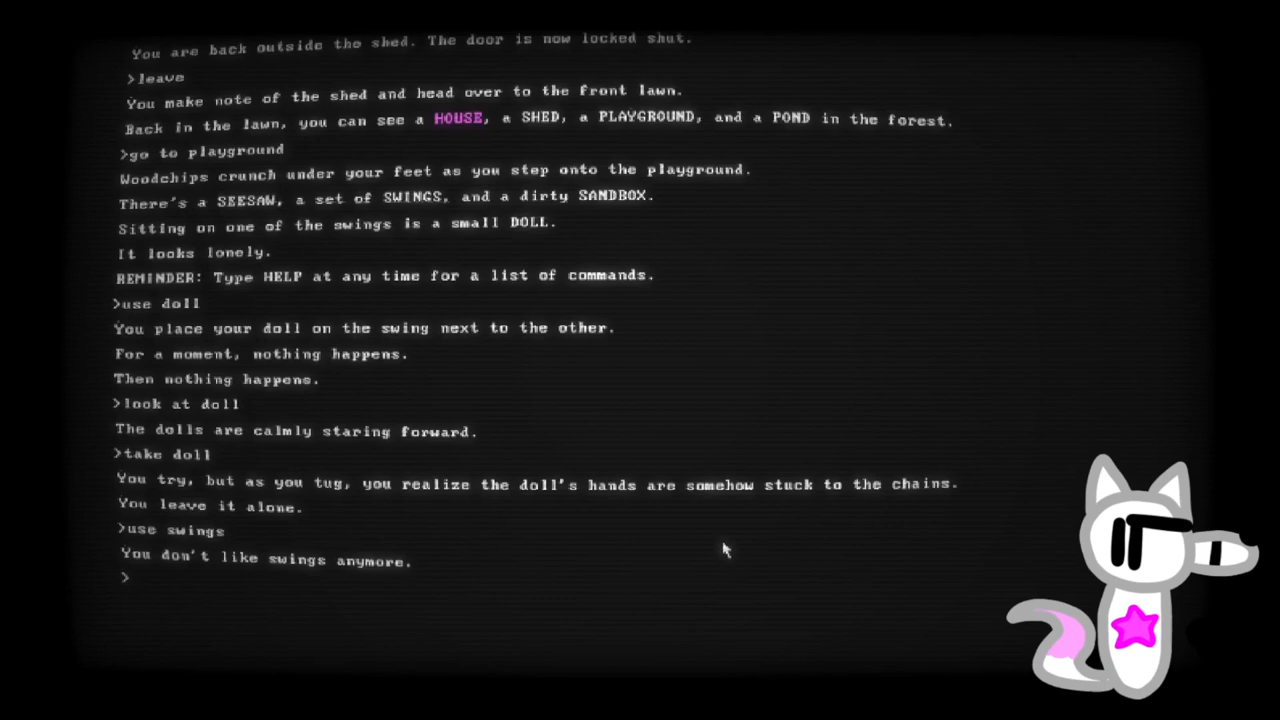 You are back outside the shed. The door is now locked shut.
>leave
You make note of the shed and head over to the front lawn.
Back in the lawn, you can see a HOUSE, a SHED, a PLAYGROUND, and a POND in the forest.
>go to playground
Woodchips crunch under your feet as you step onto the playground.
There's a SEESAW, a set of SWINGS, and a dirty SANDBOX.
Sitting on one of the swings is a small DOLL.
It looks lonely.
REMINDER: Type HELP at any time for a list of commands.
>use doll
You place your doll on the swing next to the other.
For a moment, nothing happens.
Then nothing happens.
>look at doll
The dolls are calmly staring forward.
>take doll
You try, but as you tug, you realize the doll's hands are somehow stuck to the chains.
You leave it alone.
>use swings
You don't like swings anymore.
>